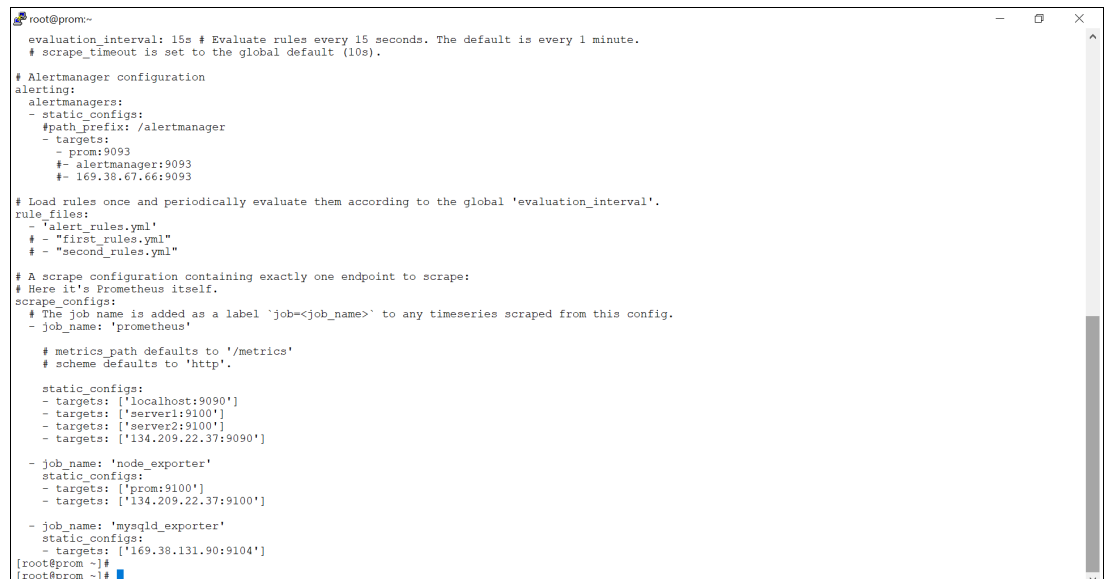 root@prom:~
  evaluation_interval: 15s # Evaluate rules every 15 seconds. The default is every 1 minute.
  # scrape_timeout is set to the global default (10s).

# Alertmanager configuration
alerting:
  alertmanagers:
  - static_configs:
    #path_prefix: /alertmanager
    - targets:
      - prom:9093
      #- alertmanager:9093
      #- 169.38.67.66:9093

# Load rules once and periodically evaluate them according to the global 'evaluation_interval'.
rule_files:
  - 'alert_rules.yml'
  # - "first_rules.yml"
  # - "second_rules.yml"

# A scrape configuration containing exactly one endpoint to scrape:
# Here it's Prometheus itself.
scrape_configs:
  # The job name is added as a label `job=<job_name>` to any timeseries scraped from this config.
  - job_name: 'prometheus'

    # metrics_path defaults to '/metrics'
    # scheme defaults to 'http'.

    static_configs:
    - targets: ['localhost:9090']
    - targets: ['server1:9100']
    - targets: ['server2:9100']
    - targets: ['134.209.22.37:9090']

  - job_name: 'node_exporter'
    static_configs:
    - targets: ['prom:9100']
    - targets: ['134.209.22.37:9100']

  - job_name: 'mysqld_exporter'
    static_configs:
    - targets: ['169.38.131.90:9104']
[root@prom ~]#
[root@prom ~]#